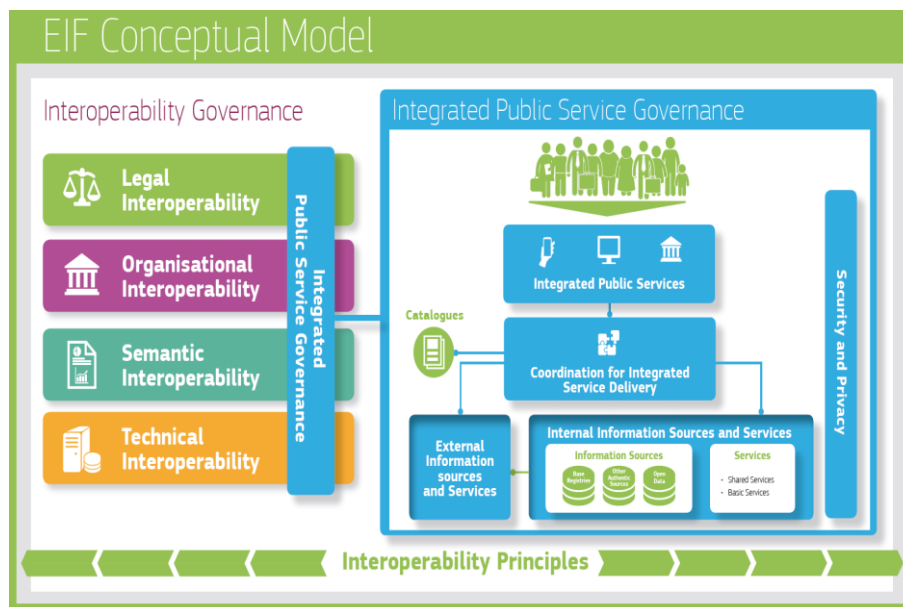 EIF Conceptual Model
Interoperability Governance
Legal
Interoperability
Organisational
Interoperability
Semantic
Interoperability
Technical
Interoperability
Integrated
Public Service Governance
Integrated Public Service Governance
Integrated Public Services
Catalogues
Coordination for Integrated
Service Delivery
External
Information
sources
and Services
Internal Information Sources and Services
Information Sources
Base
Registries
Other
Authentic
Sources
Open
Data
Services
- Shared Services
- Basic Services
Security and Privacy
Interoperability Principles